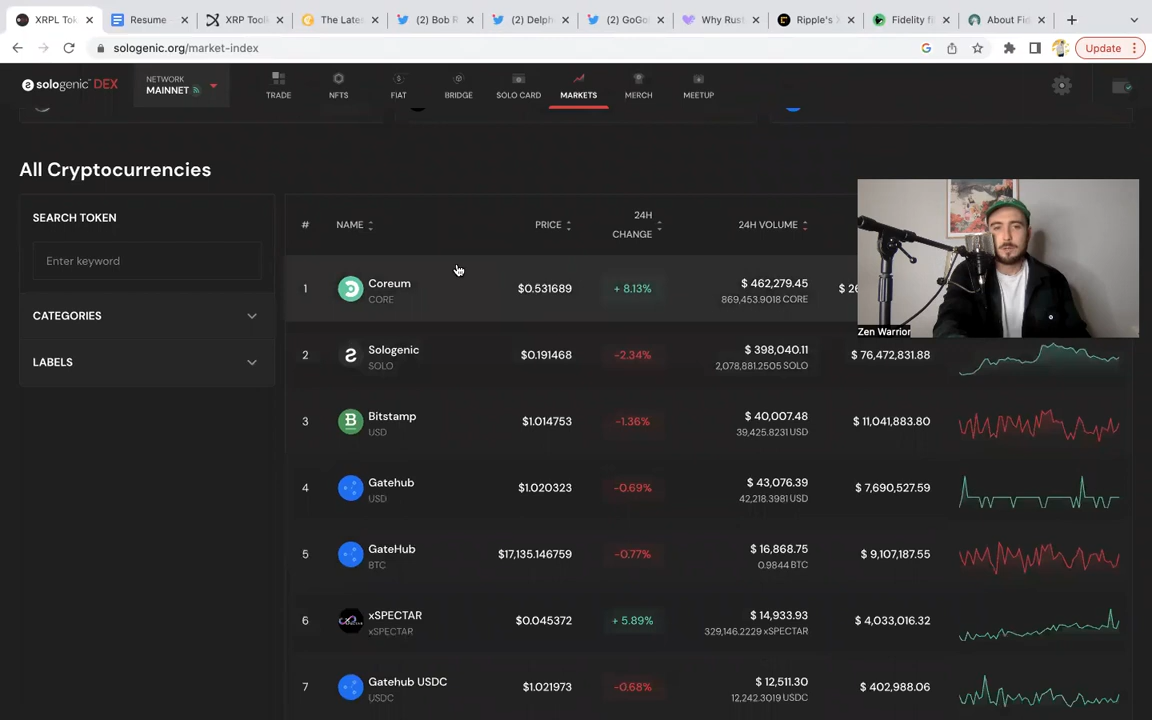 XRPL Tok
Resume -
XRP Toolk
The Lates
(2) Bob R
(2) Delph
(2) GoGo
Why Rus
Ripple's X
Fidelity fi
About Fid
sologenic.org/market-index
Update
sologenic DEX
NETWORK
MAINNET
TRADE
NFTS
FIAT
BRIDGE
SOLO CARD
MARKETS
MERCH
MEETUP
All Cryptocurrencies
SEARCH TOKEN
Enter keyword
CATEGORIES
LABELS
# NAME PRICE 24H CHANGE 24H VOLUME
1 Coreum CORE $0.531689 + 8.13% $ 462,279.45 869,453.9018 CORE $ 26
Zen Warrior
2 Sologenic SOLO $0.191468 -2.34% $ 398,040.11 2,078,881.2505 SOLO $ 76,472,831.88
3 Bitstamp USD $1.014753 -1.36% $ 40,007.48 39,425.8231 USD $ 11,041,883.80
4 Gatehub USD $1.020323 -0.69% $ 43,076.39 42,218.3981 USD $ 7,690,527.59
5 GateHub BTC $17,135.146759 -0.77% $ 16,868.75 0.9844 BTC $ 9,107,187.55
6 xSPECTAR xSPECTAR $0.045372 + 5.89% $ 14,933.93 329,146.2229 xSPECTAR $ 4,033,016.32
7 Gatehub USDC USDC $1.021973 -0.68% $ 12,511.30 12,242.3019 USDC $ 402,988.06